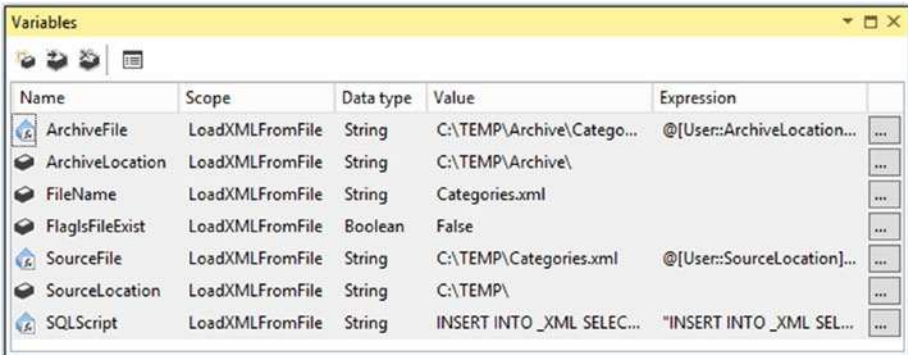 Variables
Name Scope Data type Value Expression
ArchiveFile LoadXMLFromFile String C:\TEMP\Archive\Catego... @[User::ArchiveLocation... ...
ArchiveLocation LoadXMLFromFile String C:\TEMP\Archive\ ...
FileName LoadXMLFromFile String Categories.xml ...
FlagIsFileExist LoadXMLFromFile Boolean False ...
SourceFile LoadXMLFromFile String C:\TEMP\Categories.xml @[User::SourceLocation]... ...
SourceLocation LoadXMLFromFile String C:\TEMP\ ...
SQLScript LoadXMLFromFile String INSERT INTO _XML SELEC... "INSERT INTO _XML SEL... ...